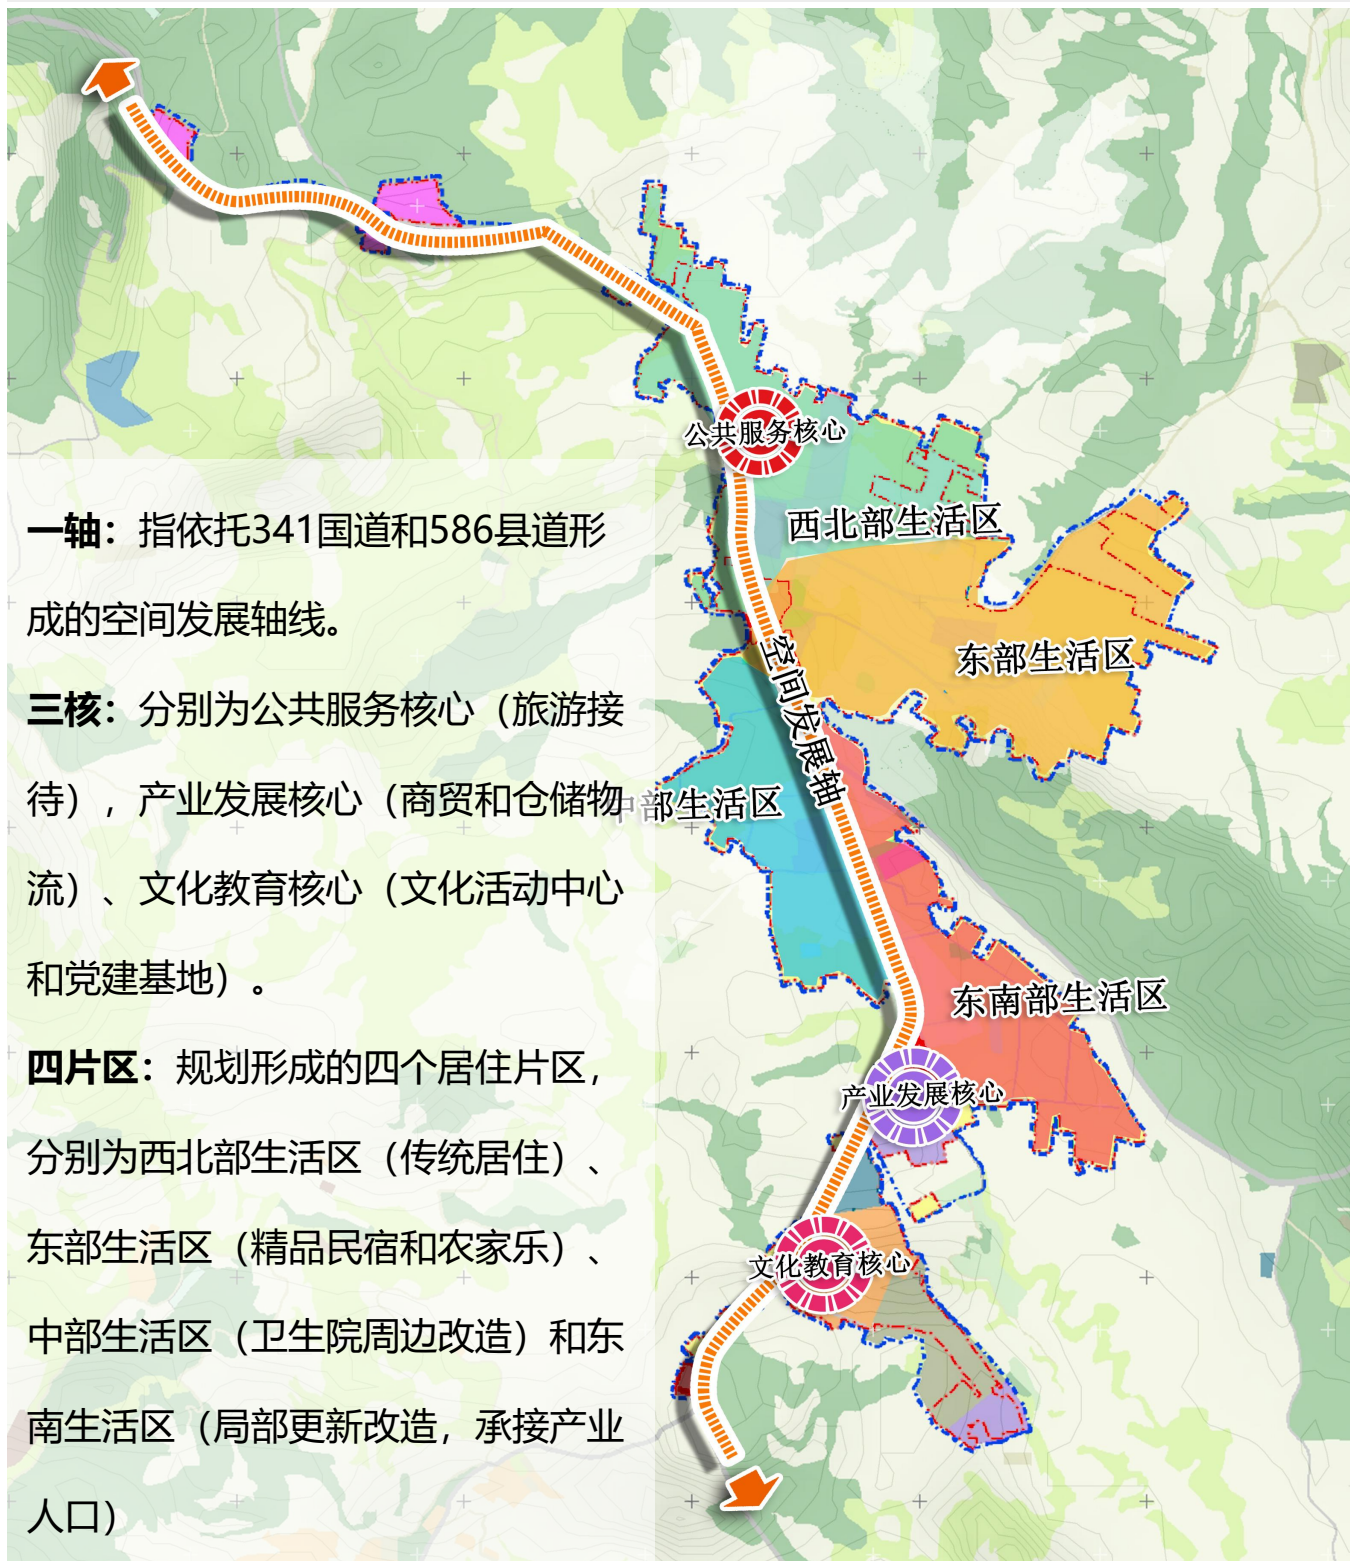 一轴：指依托341国道和586县道形
成的空间发展轴线。
三核：分别为公共服务核心（旅游接
待），产业发展核心（商贸和仓储物
流）、文化教育核心（文化活动中心
和党建基地）。
四片区：规划形成的四个居住片区，
分别为西北部生活区（传统居住）、
东部生活区（精品民宿和农家乐）、
中部生活区（卫生院周边改造）和东
南生活区（局部更新改造，承接产业
人口）
公共服务核心
西北部生活区
东部生活区
空间发展轴
中部生活区
东南部生活区
产业发展核心
文化教育核心